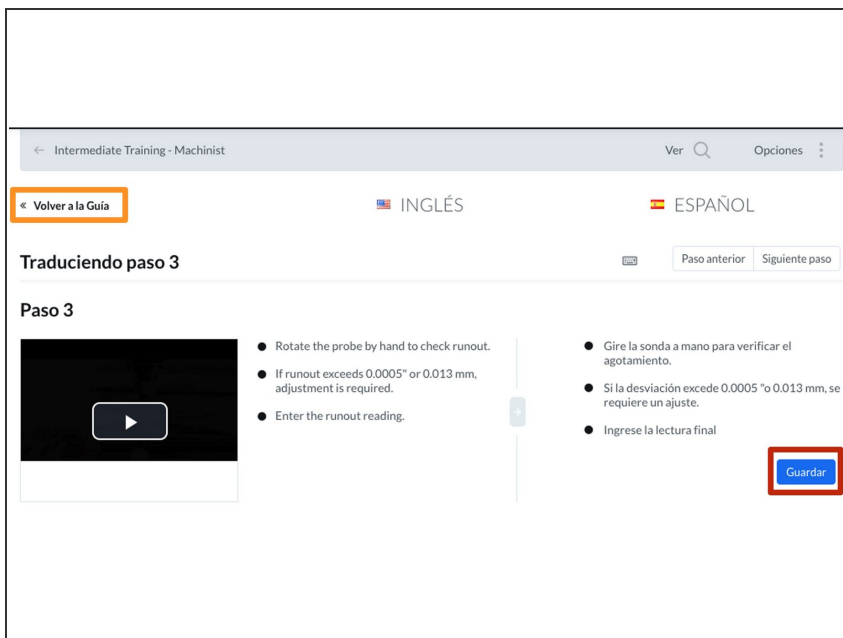 ← Intermediate Training - Machinist
Ver
Opciones
« Volver a la Guía
INGLÉS
ESPAÑOL
Traduciendo paso 3
Paso anterior
Siguiente paso
Paso 3
● Rotate the probe by hand to check runout.
● If runout exceeds 0.0005" or 0.013 mm,
adjustment is required.
● Enter the runout reading.
● Gire la sonda a mano para verificar el
agotamiento.
● Si la desviación excede 0.0005 "o 0.013 mm, se
requiere un ajuste.
● Ingrese la lectura final
Guardar